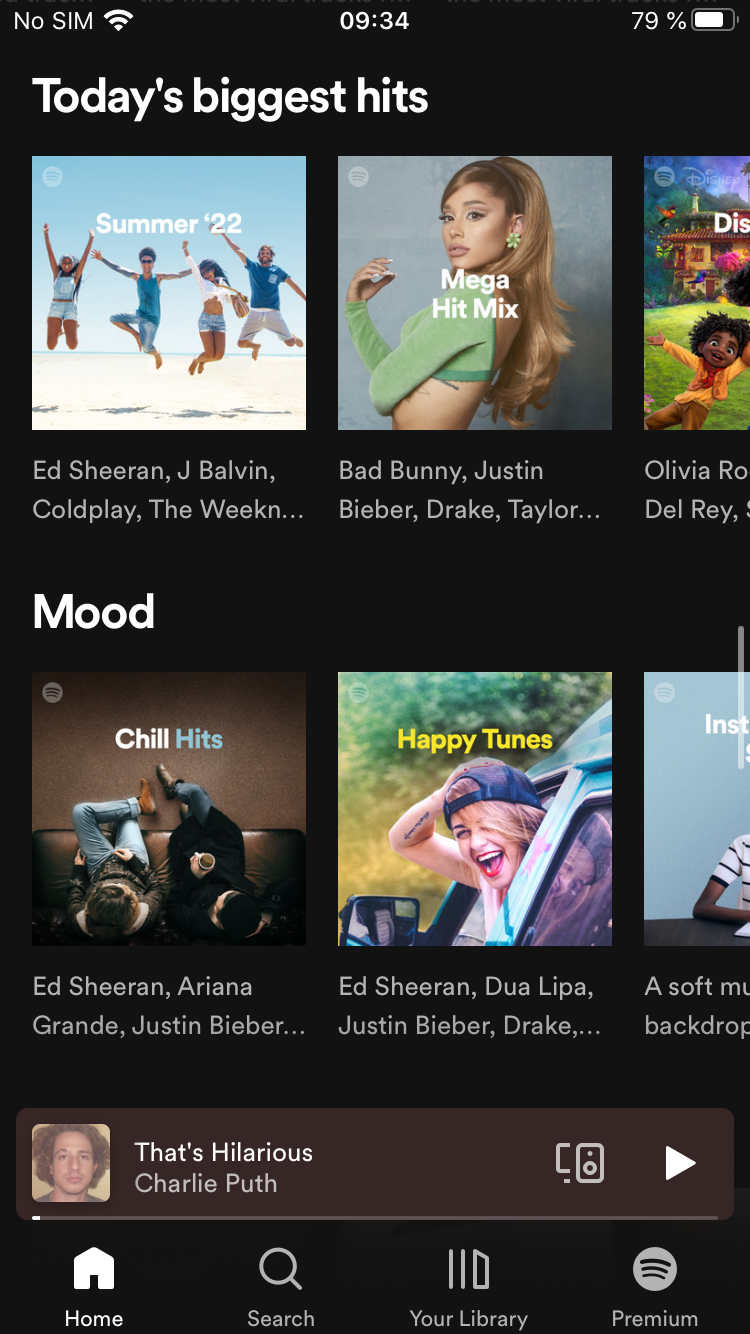 No SIM 09:34 79 %
Today's biggest hits
Summer ‘22
Mega
Hit Mix
Disney
Dis
Ed Sheeran, J Balvin,
Coldplay, The Weekn...
Bad Bunny, Justin
Bieber, Drake, Taylor...
Olivia Ro
Del Rey,
Mood
Chill Hits
Happy Tunes
Inst
Ed Sheeran, Ariana
Grande, Justin Bieber...
Ed Sheeran, Dua Lipa,
Justin Bieber, Drake,...
A soft mu
backdrop
That's Hilarious
Charlie Puth
Home
Search
Your Library
Premium